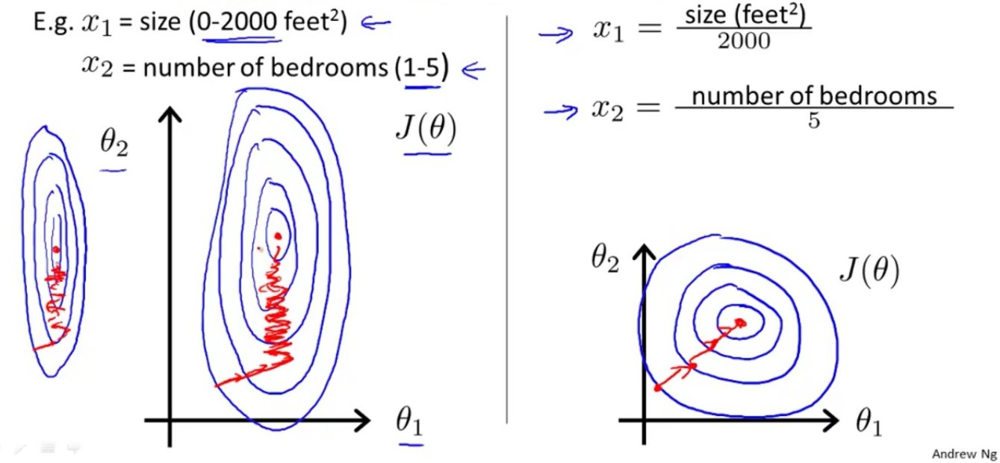 E.g. x₁ = size (0-2000 feet²)
x₂ = number of bedrooms (1-5)
θ₂
J(θ)
θ₁
x₁ = size (feet²) / 2000
x₂ = number of bedrooms / 5
θ₂
J(θ)
θ₁
Andrew Ng